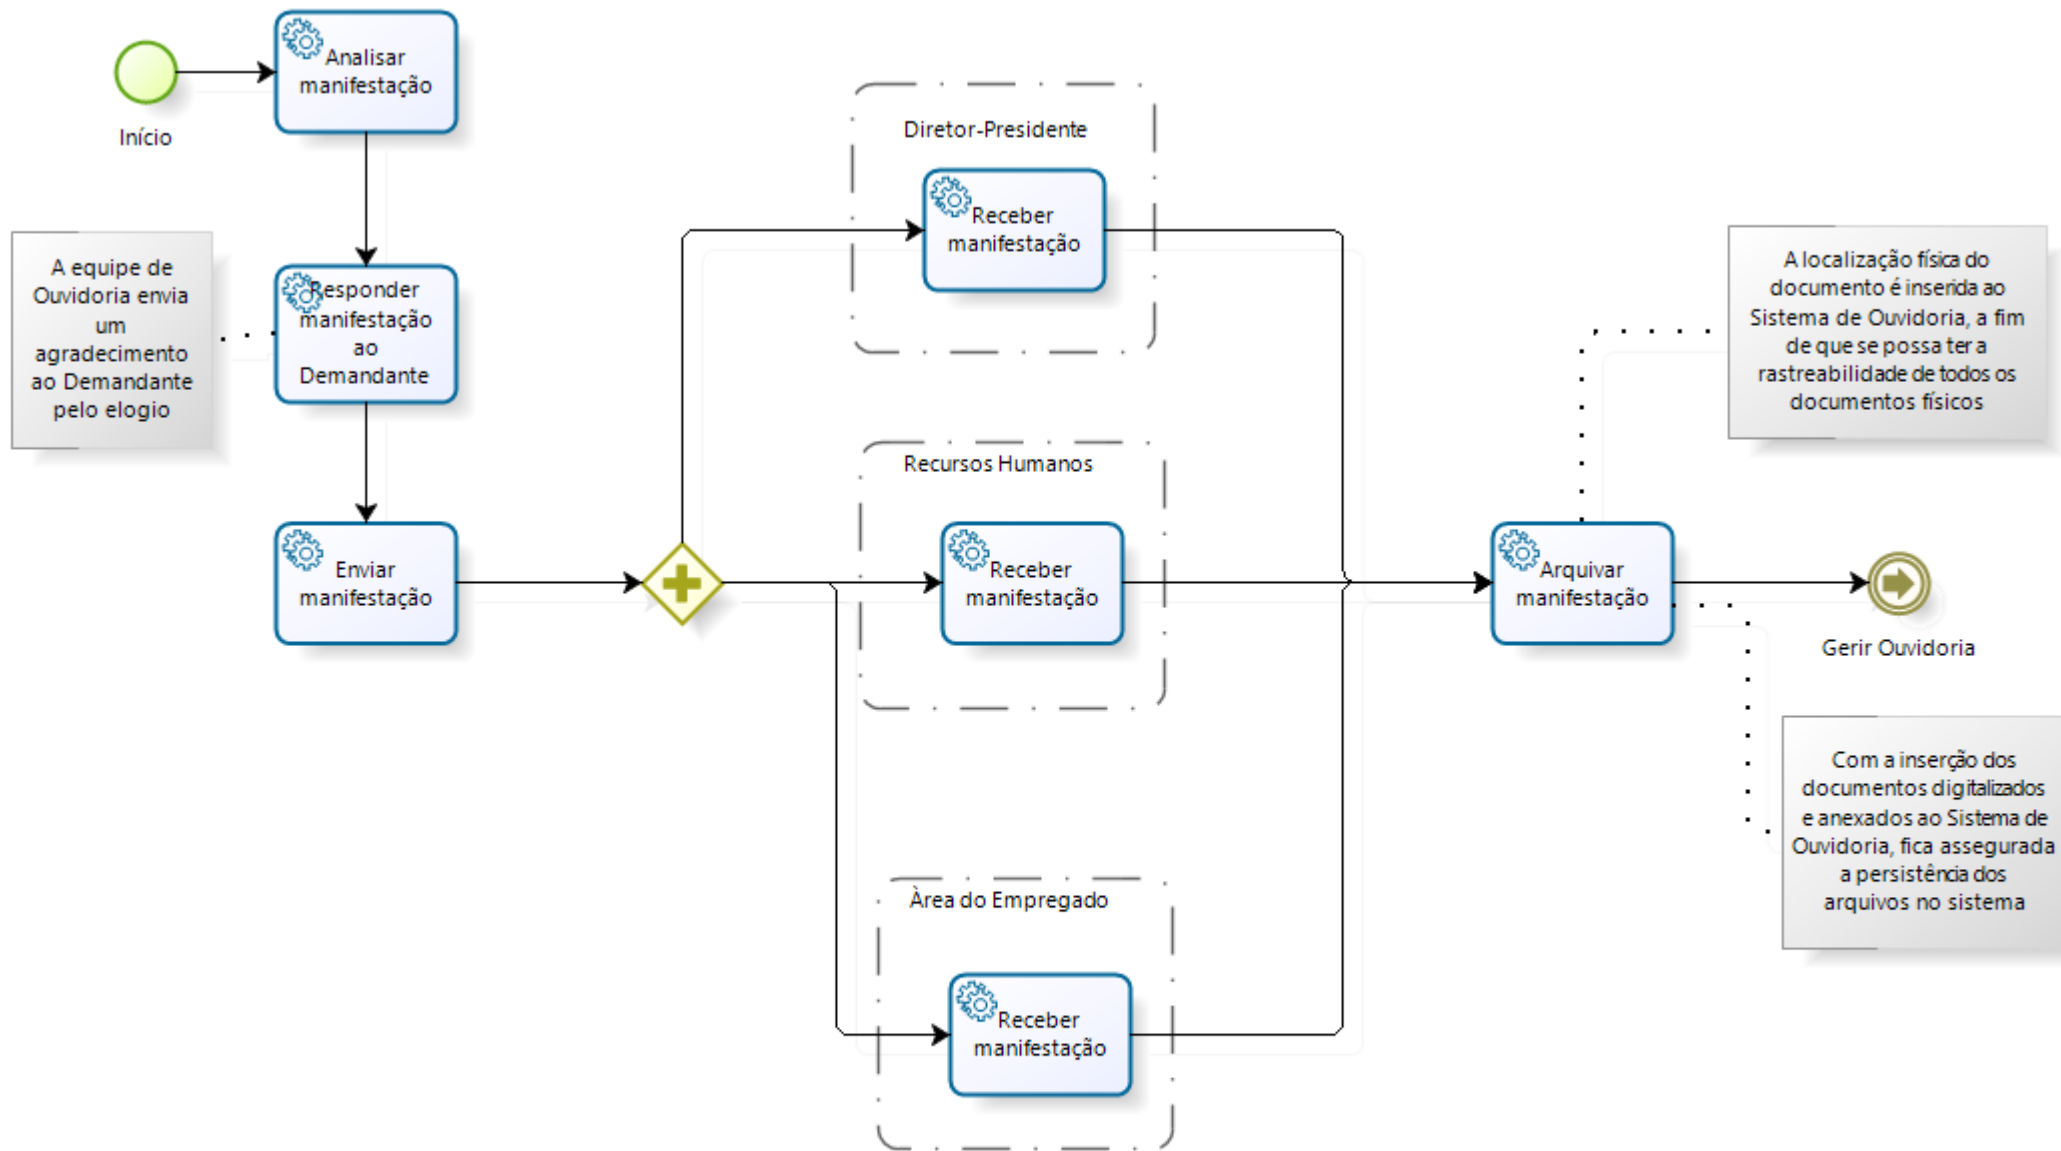 Analisar
manifestação
Início
Diretor-Presidente
Receber
manifestação
A equipe de
Ouvidoria envia
um
agradecimento
ao Demandante
pelo elogio
Responder
manifestação
ao
Demandante
A localização física do
documento é inserida ao
Sistema de Ouvidoria, a fim
de que se possa ter a
rastreabilidade de todos os
documentos físicos
Recursos Humanos
Enviar
manifestação
Receber
manifestação
Arquivar
manifestação
Gerir Ouvidoria
Com a inserção dos
documentos digitalizados
e anexados ao Sistema de
Ouvidoria, fica assegurada
a persistência dos
arquivos no sistema
Àrea do Empregado
Receber
manifestação